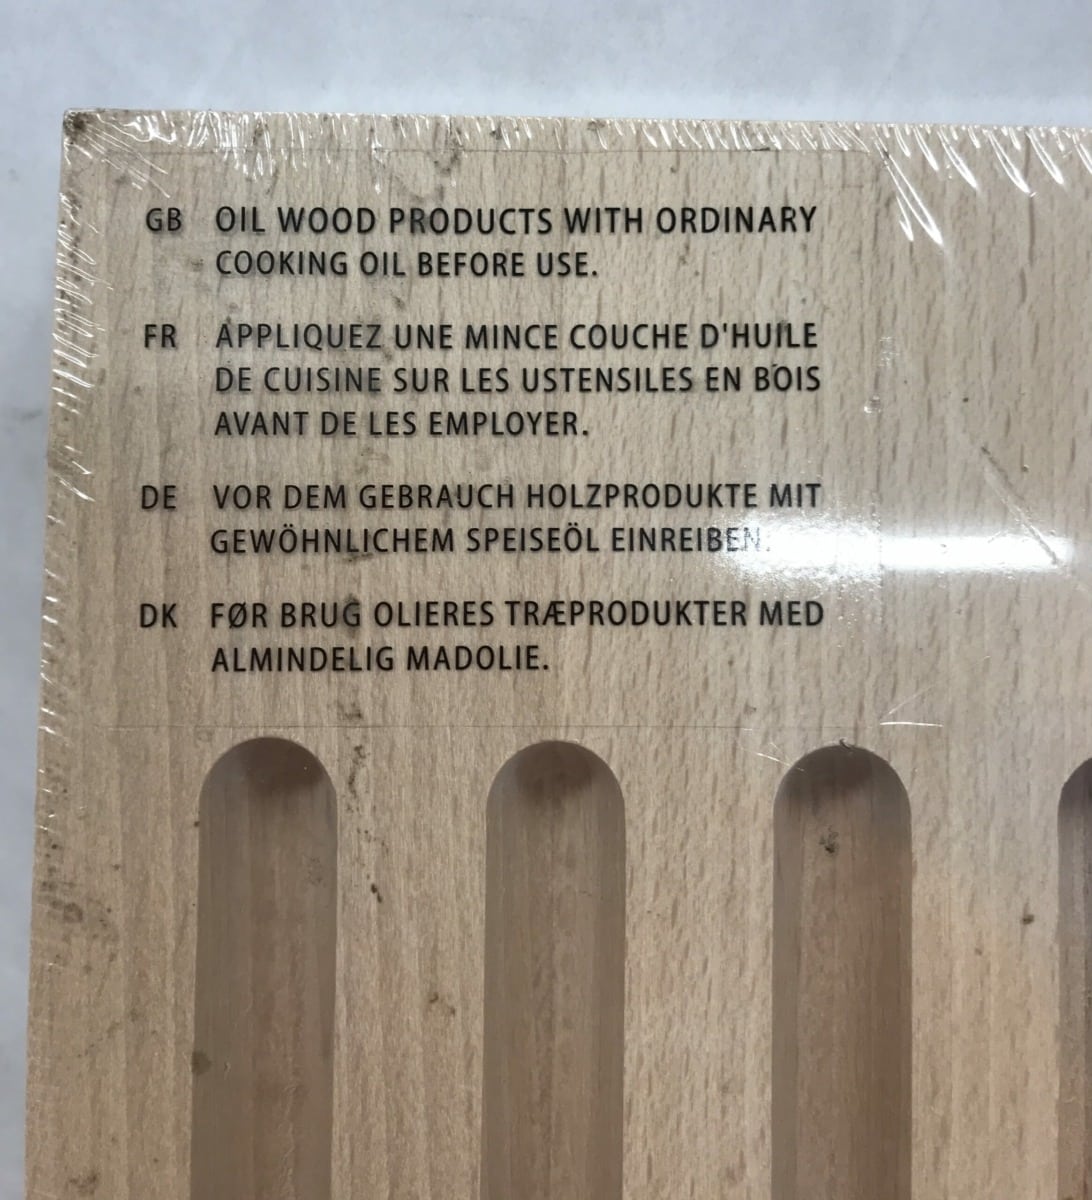 GB OIL WOOD PRODUCTS WITH ORDINARY
COOKING OIL BEFORE USE.
FR APPLIQUEZ UNE MINCE COUCHE D'HUILE
DE CUISINE SUR LES USTENSILES EN BOIS
AVANT DE LES EMPLOYER.
DE VOR DEM GEBRAUCH HOLZPRODUKTE MIT
GEWÖHNLICHEM SPEISEÖL EINREIBEN.
DK FØR BRUG OLIERES TRÆPRODUKTER MED
ALMINDELIG MADOLIE.